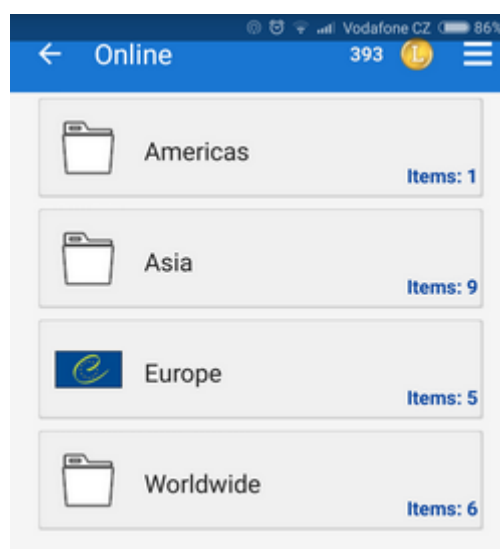 Vodafone CZ 86%
Online 393 L
Americas
Items: 1
Asia
Items: 9
Europe
Items: 5
Worldwide
Items: 6